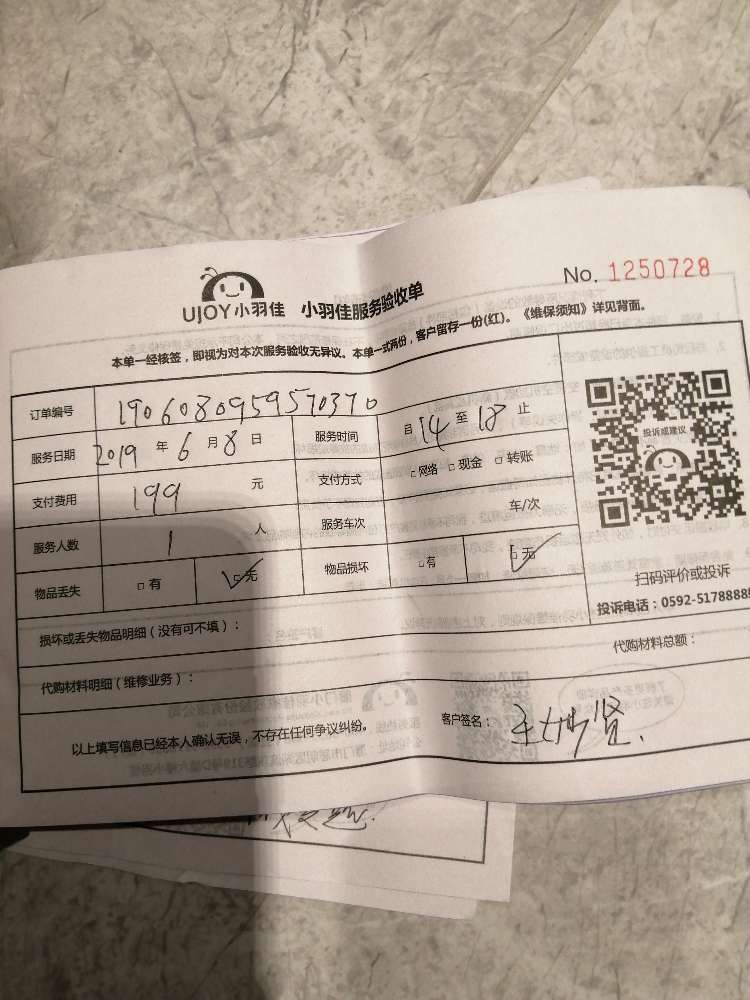 No. 1250728
UJOY小羽佳 小羽佳服务验收单
本单一经核签，即视为对本次服务验收无异议。本单一式两份，客户留存一份(红)。《维保须知》详见背面。
订单编号 1906080959570370
服务日期 2019 年 6 月 8 日 服务时间 自 14 至 18 止
支付费用 199 元 支付方式 □网络 □现金 □转账
服务人数 1 人 服务车次 车/次
物品丢失 □有 □无 物品损坏 □有 □无
投诉或建议
扫码评价或投诉
投诉电话：0592-5178888
损坏或丢失物品明细（没有可不填）：
代购材料明细（维修业务）： 代购材料总额：
以上填写信息已经本人确认无误，不存在任何争议纠纷。 客户签名：